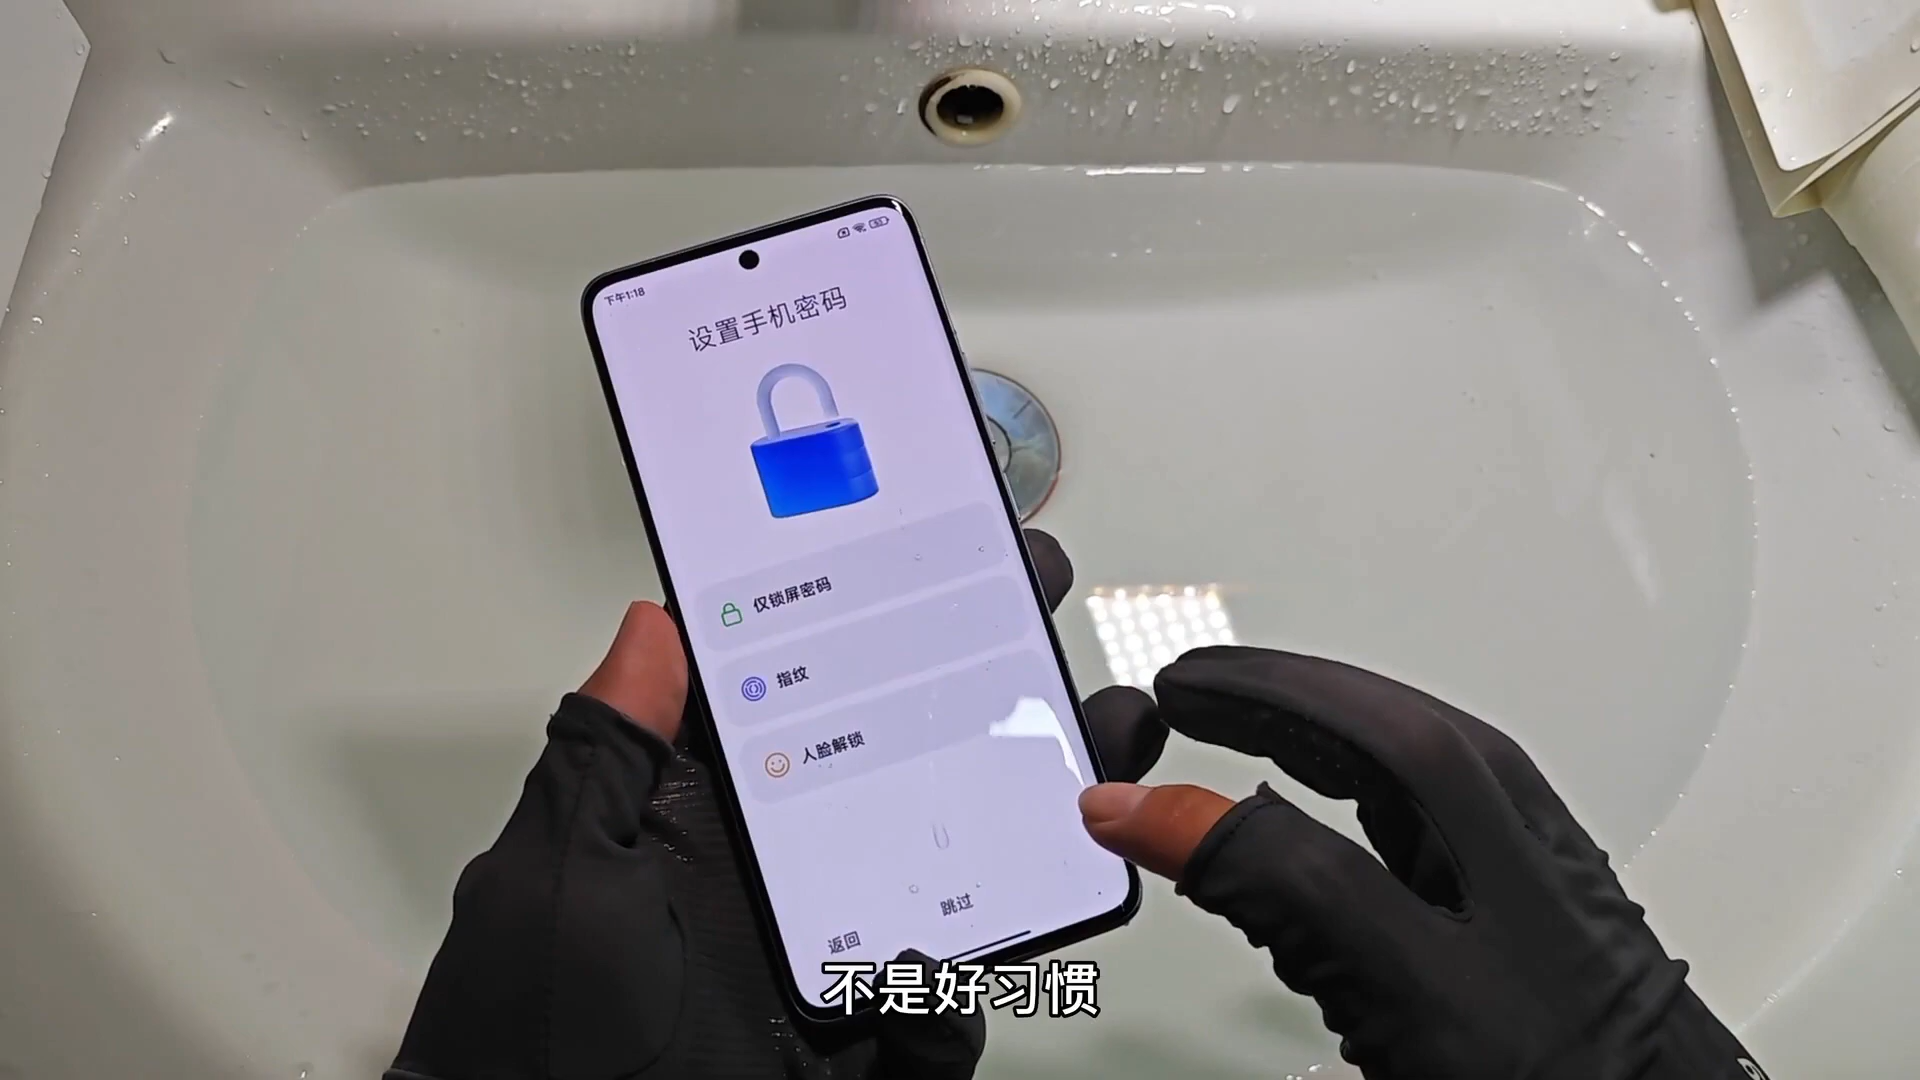 下午1:18
设置手机密码
仅锁屏密码
指纹
人脸解锁
跳过
返回
不是好习惯